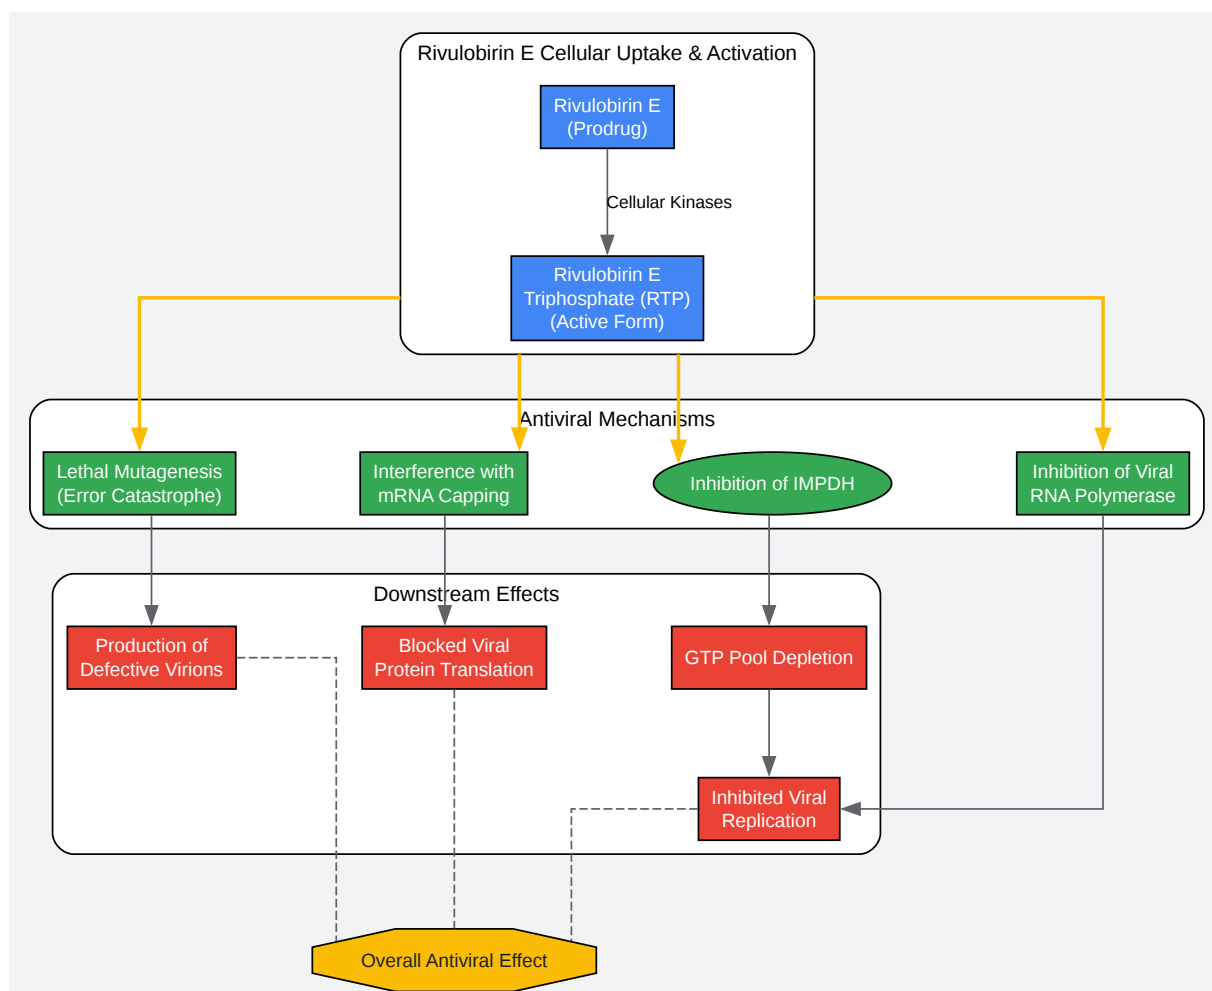 Rivulobirin E Cellular Uptake & Activation
Rivulobirin E
(Prodrug)
Cellular Kinases
Rivulobirin E
Triphosphate (RTP)
(Active Form)
Antiviral Mechanisms
Lethal Mutagenesis
(Error Catastrophe)
Interference with
mRNA Capping
Inhibition of IMPDH
Inhibition of Viral
RNA Polymerase
Downstream Effects
Production of
Defective Virions
Blocked Viral
Protein Translation
GTP Pool Depletion
Inhibited Viral
Replication
Overall Antiviral Effect